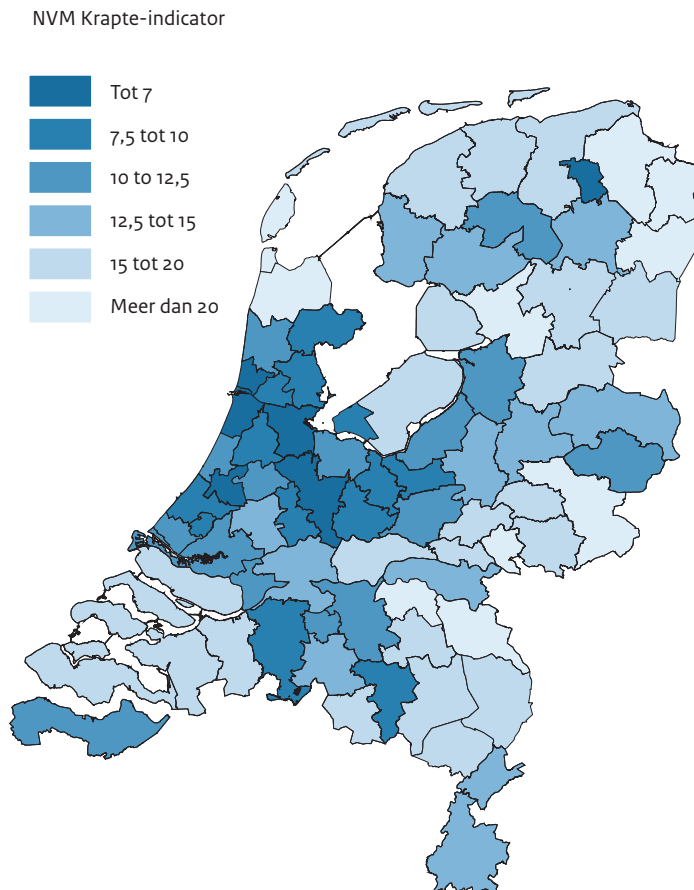 NVM Krapte-indicator
Tot 7
7,5 tot 10
10 to 12,5
12,5 tot 15
15 tot 20
Meer dan 20